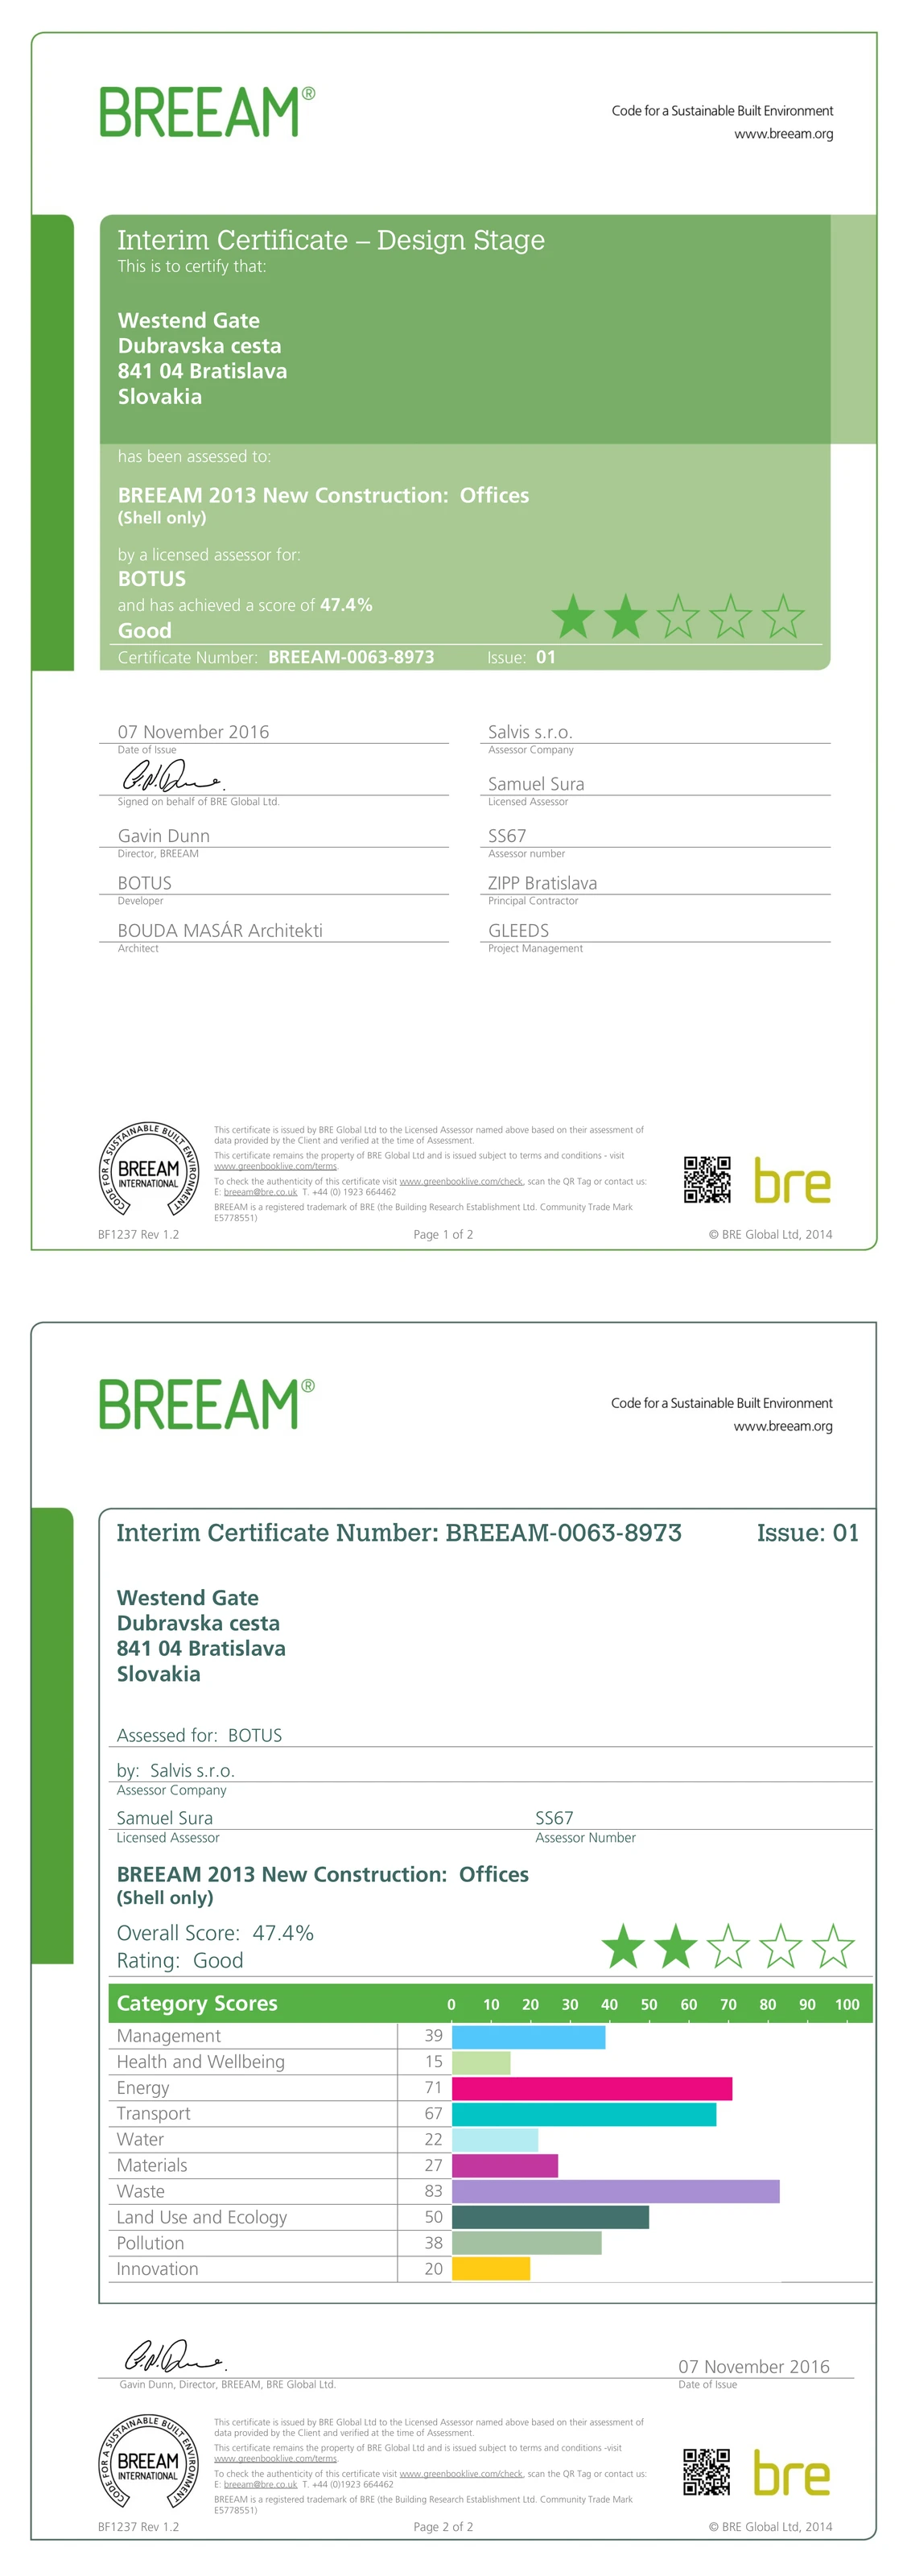 BREEAM®
Code for a Sustainable Built Environment
www.breeam.org
Interim Certificate – Design Stage
This is to certify that:
Westend Gate
Dubravska cesta
841 04 Bratislava
Slovakia
has been assessed to:
BREEAM 2013 New Construction: Offices
(Shell only)
by a licensed assessor for:
BOTUS
and has achieved a score of 47.4%
Good
Certificate Number: BREEAM-0063-8973 Issue: 01
07 November 2016
Date of Issue
Salvis s.r.o.
Assessor Company
Signed on behalf of BRE Global Ltd.
Samuel Sura
Licensed Assessor
Gavin Dunn
Director, BREEAM
SS67
Assessor number
BOTUS
Developer
ZIPP Bratislava
Principal Contractor
BOUDA MASÁR Architekti
Architect
GLEEDS
Project Management
CODE FOR A SUSTAINABLE BUILT ENVIRONMENT
BREEAM
INTERNATIONAL
This certificate is issued by BRE Global Ltd to the Licensed Assessor named above based on their assessment of
data provided by the Client and verified at the time of Assessment.
This certificate remains the property of BRE Global Ltd and is issued subject to terms and conditions - visit
www.greenbooklive.com/terms.
To check the authenticity of this certificate visit www.greenbooklive.com/check, scan the QR Tag or contact us:
E: breeam@bre.co.uk T. +44 (0) 1923 664462
BREEAM is a registered trademark of BRE (the Building Research Establishment Ltd. Community Trade Mark
E5778551)
bre
BF1237 Rev 1.2 Page 1 of 2 © BRE Global Ltd, 2014
BREEAM®
Code for a Sustainable Built Environment
www.breeam.org
Interim Certificate Number: BREEAM-0063-8973 Issue: 01
Westend Gate
Dubravska cesta
841 04 Bratislava
Slovakia
Assessed for: BOTUS
by: Salvis s.r.o.
Assessor Company
Samuel Sura SS67
Licensed Assessor Assessor Number
BREEAM 2013 New Construction: Offices
(Shell only)
Overall Score: 47.4%
Rating: Good
Category Scores 0 10 20 30 40 50 60 70 80 90 100
Management 39
Health and Wellbeing 15
Energy 71
Transport 67
Water 22
Materials 27
Waste 83
Land Use and Ecology 50
Pollution 38
Innovation 20
07 November 2016
Gavin Dunn, Director, BREEAM, BRE Global Ltd. Date of Issue
CODE FOR A SUSTAINABLE BUILT ENVIRONMENT
BREEAM
INTERNATIONAL
This certificate is issued by BRE Global Ltd to the Licensed Assessor named above based on their assessment of
data provided by the Client and verified at the time of Assessment.
This certificate remains the property of BRE Global Ltd and is issued subject to terms and conditions -visit
www.greenbooklive.com/terms.
To check the authenticity of this certificate visit www.greenbooklive.com/check, scan the QR Tag or contact us:
E: breeam@bre.co.uk T. +44 (0)1923 664462
BREEAM is a registered trademark of BRE (the Building Research Establishment Ltd. Community Trade Mark
E5778551)
bre
BF1237 Rev 1.2 Page 2 of 2 © BRE Global Ltd, 2014